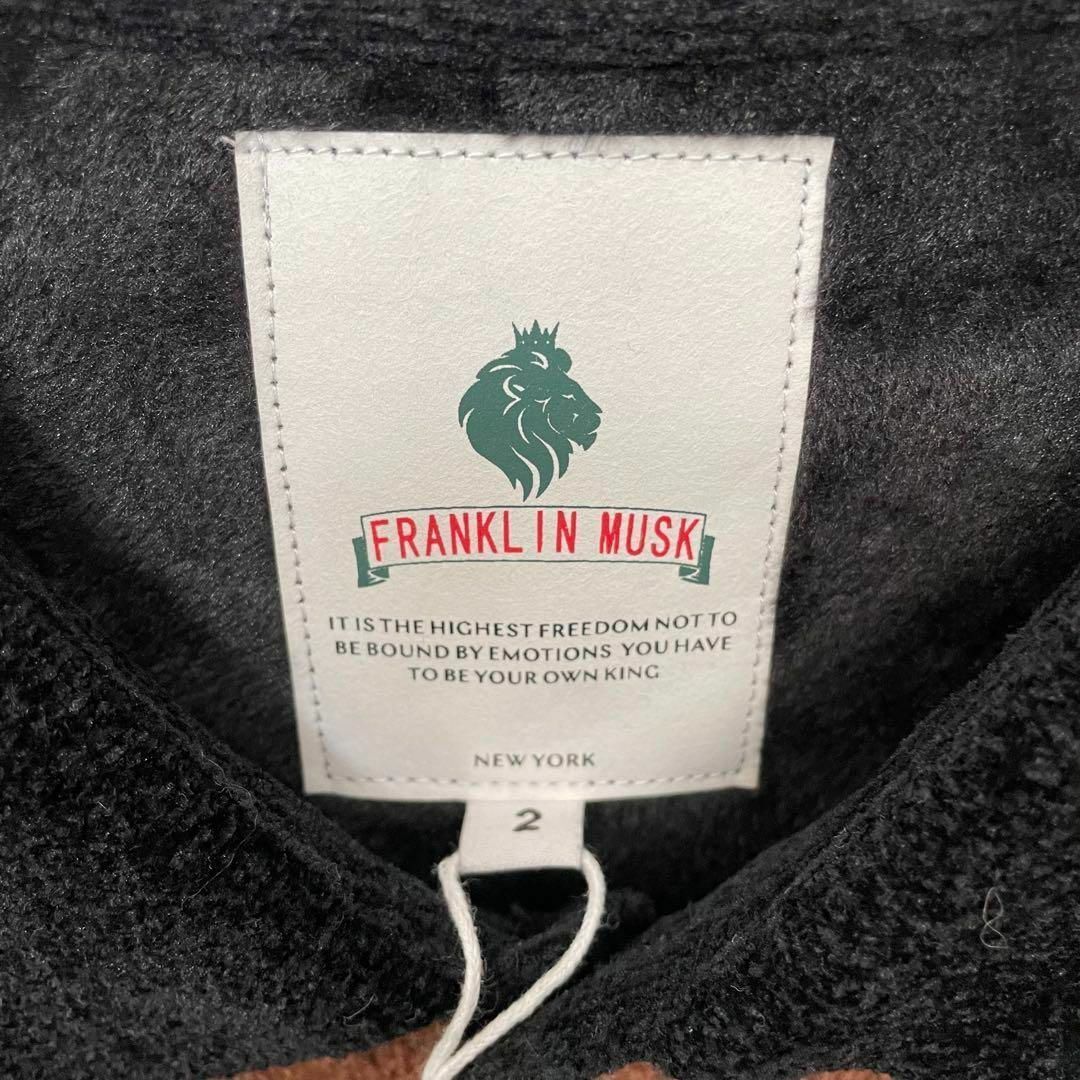 FRANKLIN MUSK
IT IS THE HIGHEST FREEDOM NOT TO
BE BOUND BY EMOTIONS YOU HAVE
TO BE YOUR OWN KING
NEW YORK
2